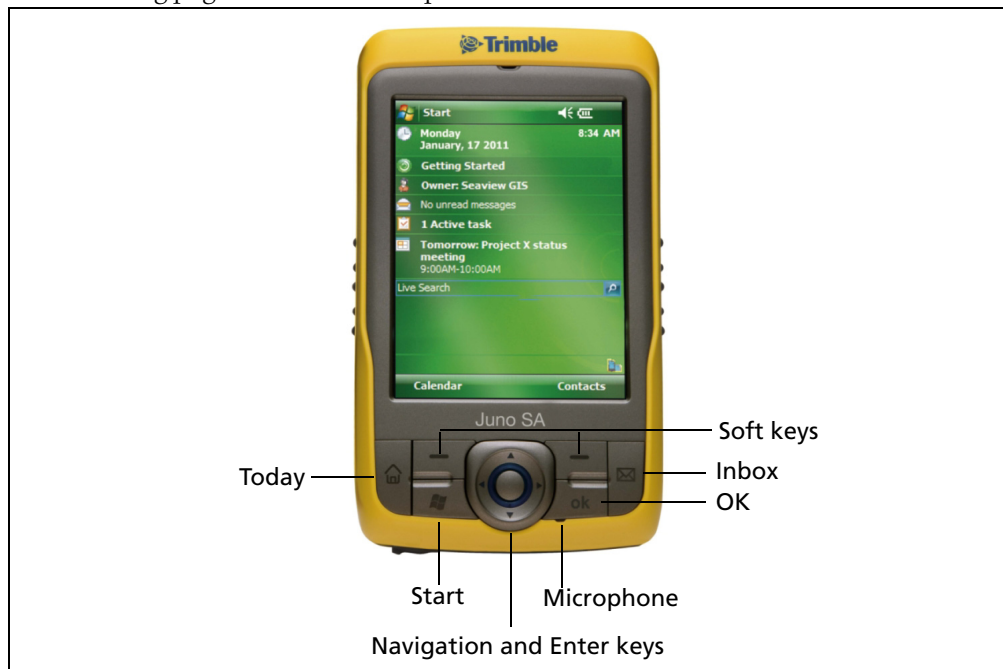 Trimble
Start
Monday 8:34 AM
January, 17 2011
Getting Started
Owner: Seaview GIS
No unread messages
1 Active task
Tomorrow: Project X status
meeting
9:00AM-10:00AM
Live Search
Calendar Contacts
Juno SA
Soft keys
Today
Inbox
ok
OK
Start
Microphone
Navigation and Enter keys